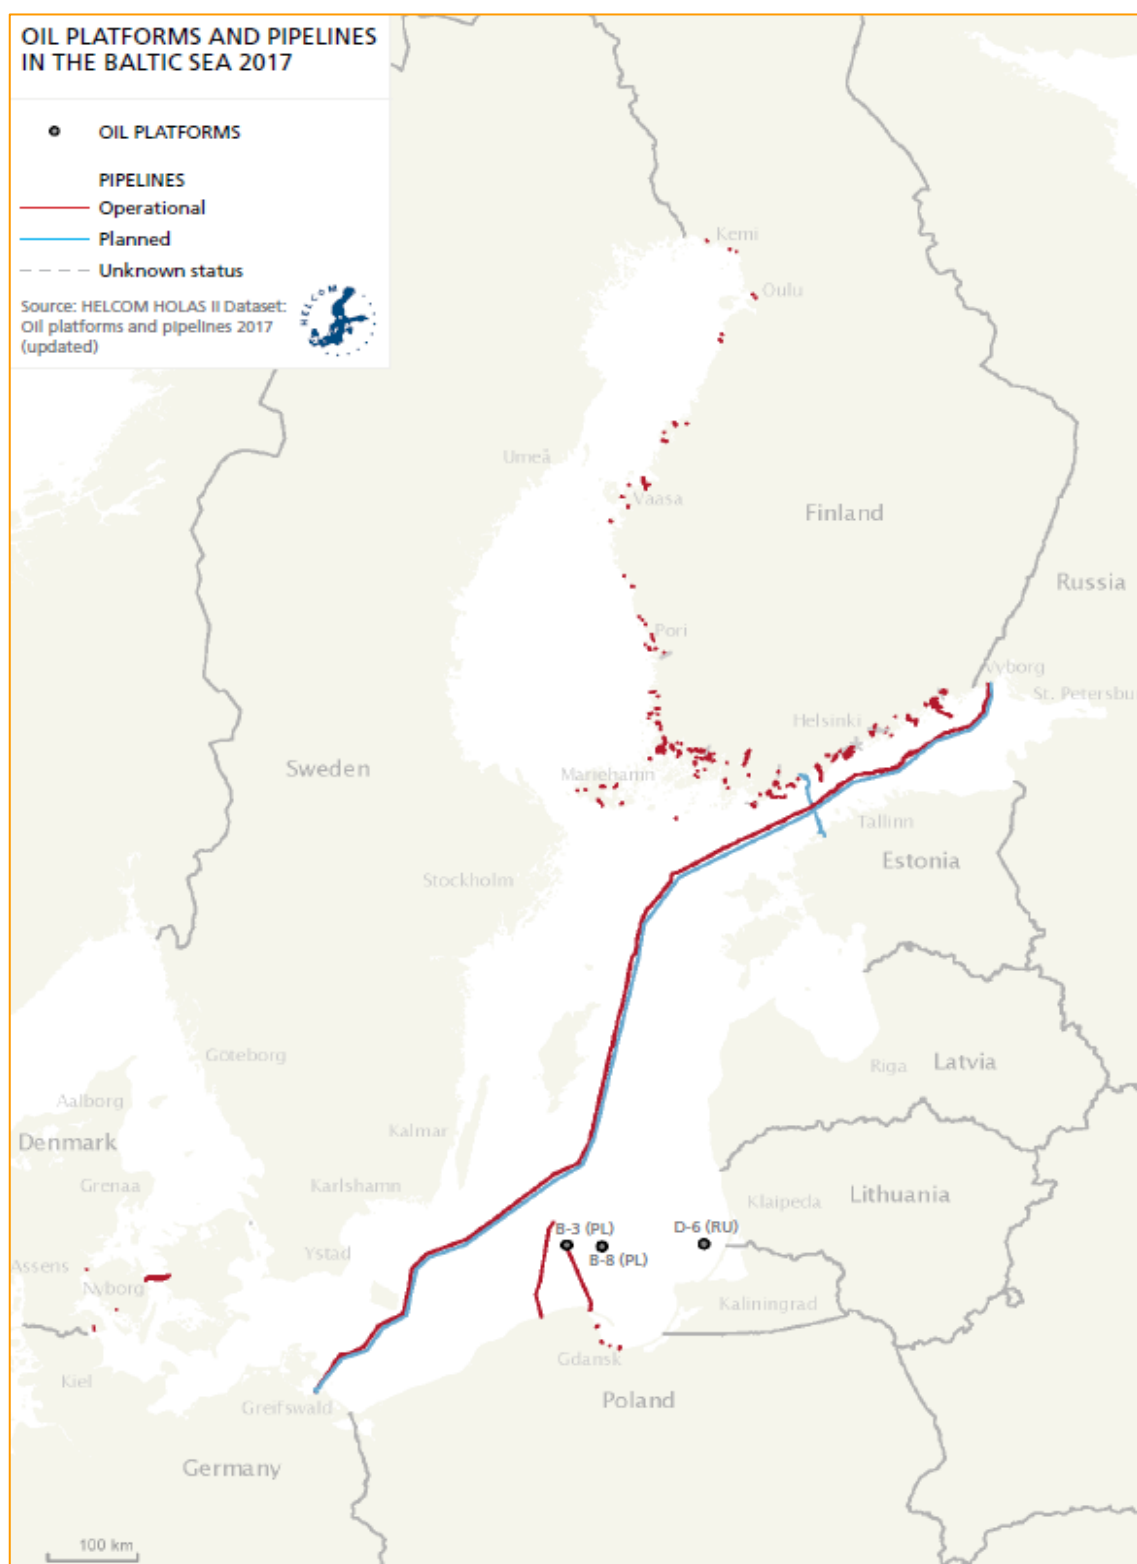 OIL PLATFORMS AND PIPELINES
IN THE BALTIC SEA 2017
OIL PLATFORMS
PIPELINES
Operational
Planned
Unknown status
Source: HELCOM HOLAS II Dataset:
Oil platforms and pipelines 2017
(updated)
HELCOM
Kemi
Oulu
Umeå
Vaasa
Finland
Russia
Pori
Vyborg
St. Petersbu
Helsinki
Sweden
Mariehamn
Tallinn
Estonia
Stockholm
Göteborg
Riga
Latvia
Aalborg
Kalmar
Denmark
Grenaa
Karlshamn
Klaipeda
Lithuania
B-3 (PL)
D-6 (RU)
Ystad
B-8 (PL)
Assens
Nyborg
Kaliningrad
Gdansk
Kiel
Poland
Greifswald
Germany
100 km